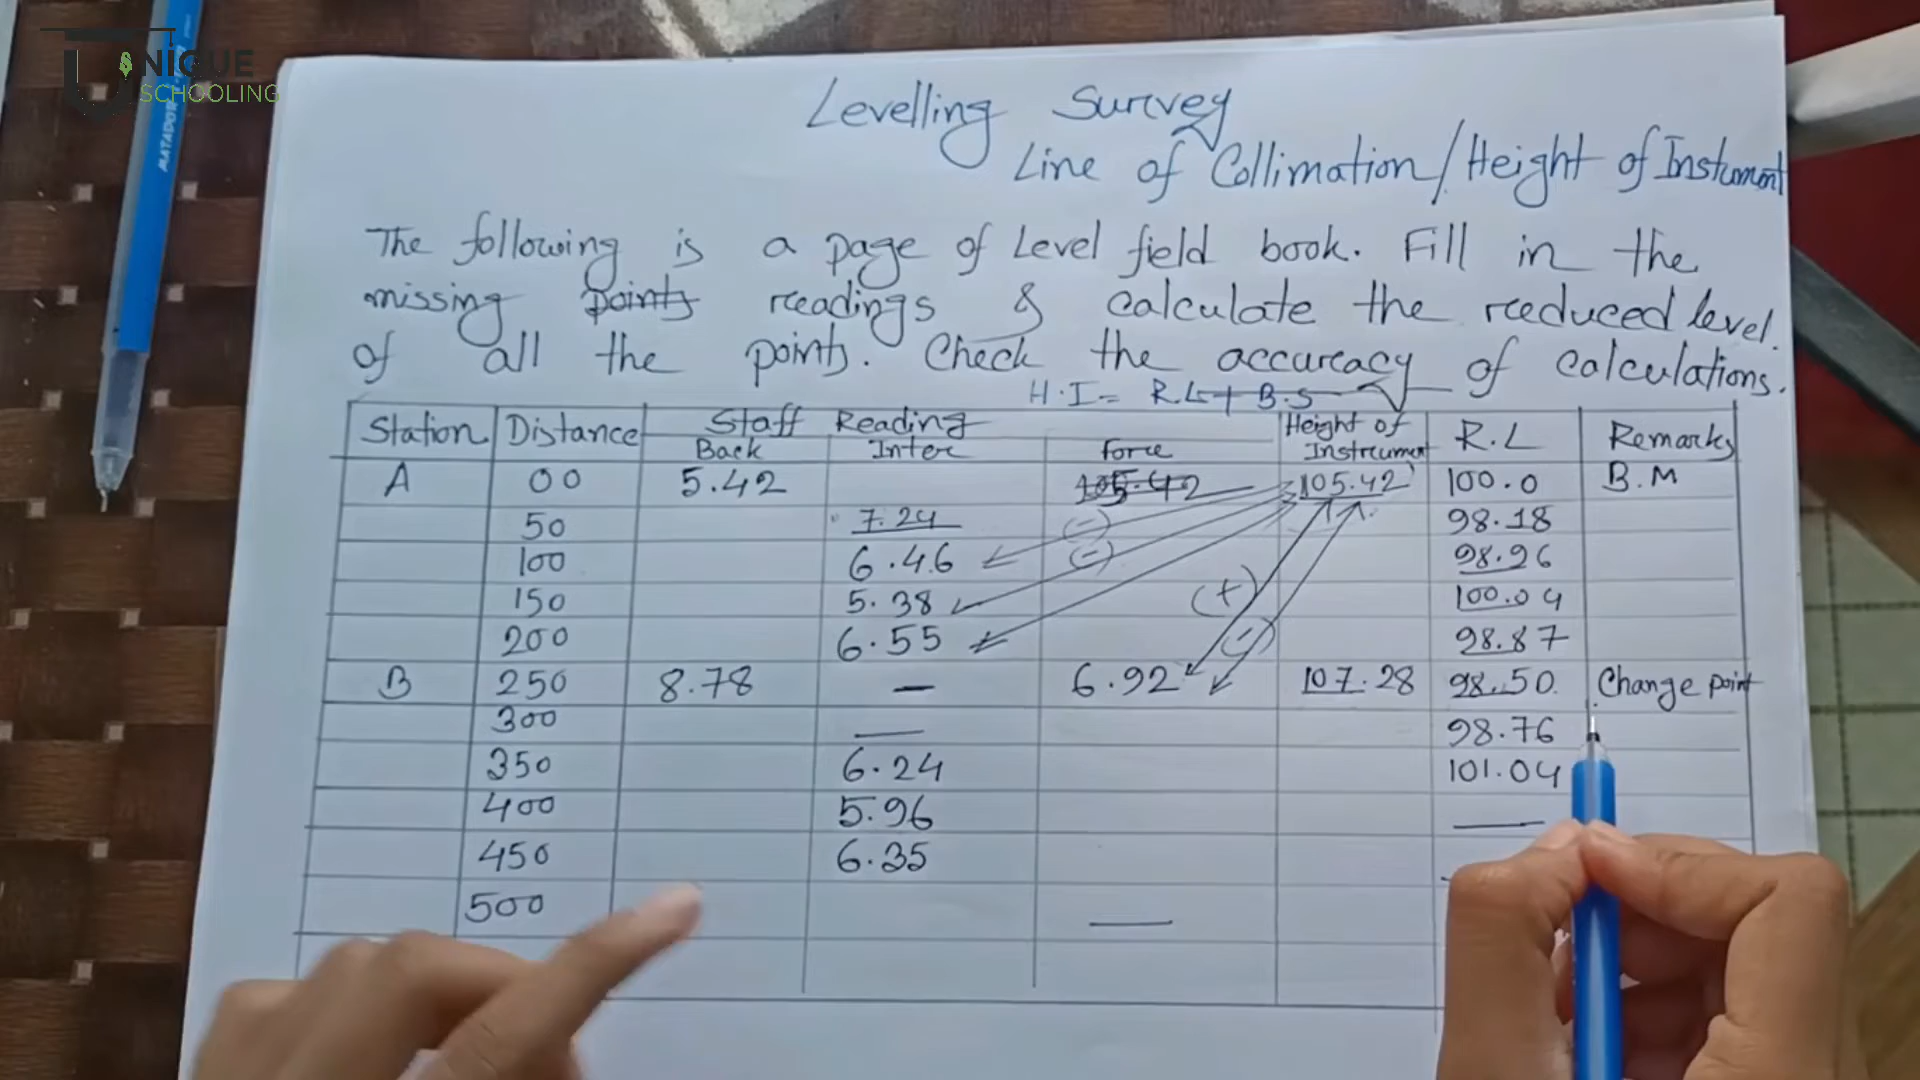 UNIQUE
SCHOOLING
MATADOR
Levelling Survey
Line of Collimation/Height of Instument
The following is a page of Level field book. Fill in the
missing points readings & calculate the reeduced level.
of all the points. Check the accurcacy of calculations.
H.I = R.L + B.S
Station Distance Staff Reading Height of Instrument R.L Remarks
Back Inter Force
A 00 5.42 105.42 105.42 100.0 B.M
50 7.24 (-) 98.18
100 6.46 (-) 98.96
150 5.38 (+) 100.04
200 6.55 (-) 98.87
B 250 8.78 — 6.92 107.28 98.50 Change point
300 — 98.76
350 6.24 101.04
400 5.96 —
450 6.35
500 —